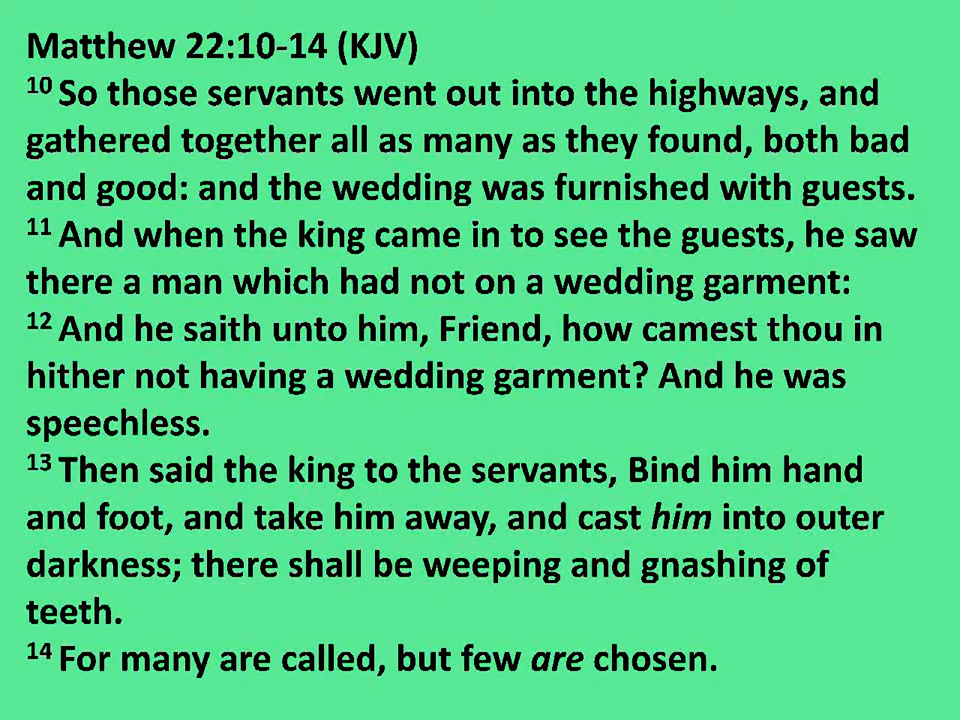 Matthew 22:10-14 (KJV)
10 So those servants went out into the highways, and
gathered together all as many as they found, both bad
and good: and the wedding was furnished with guests.
11 And when the king came in to see the guests, he saw
there a man which had not on a wedding garment:
12 And he saith unto him, Friend, how camest thou in
hither not having a wedding garment? And he was
speechless.
13 Then said the king to the servants, Bind him hand
and foot, and take him away, and cast him into outer
darkness; there shall be weeping and gnashing of
teeth.
14 For many are called, but few are chosen.